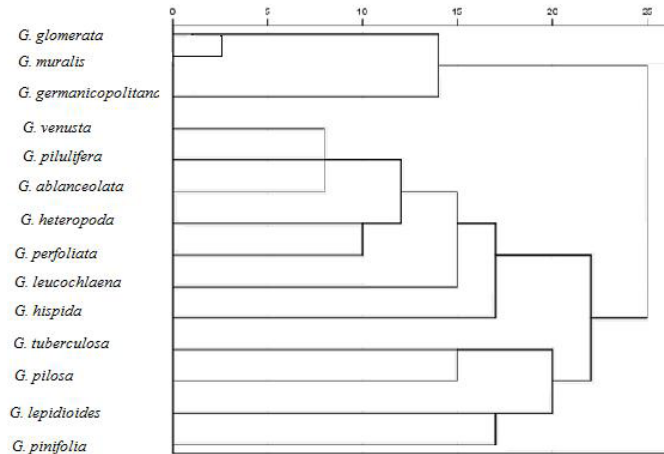 0 5 10 15 20 25
G. glomerata
G. muralis
G. germanicopolitana
G. venusta
G. pilulifera
G. ablanceolata
G. heteropoda
G. perfoliata
G. leucochlaena
G. hispida
G. tuberculosa
G. pilosa
G. lepidioides
G. pinifolia